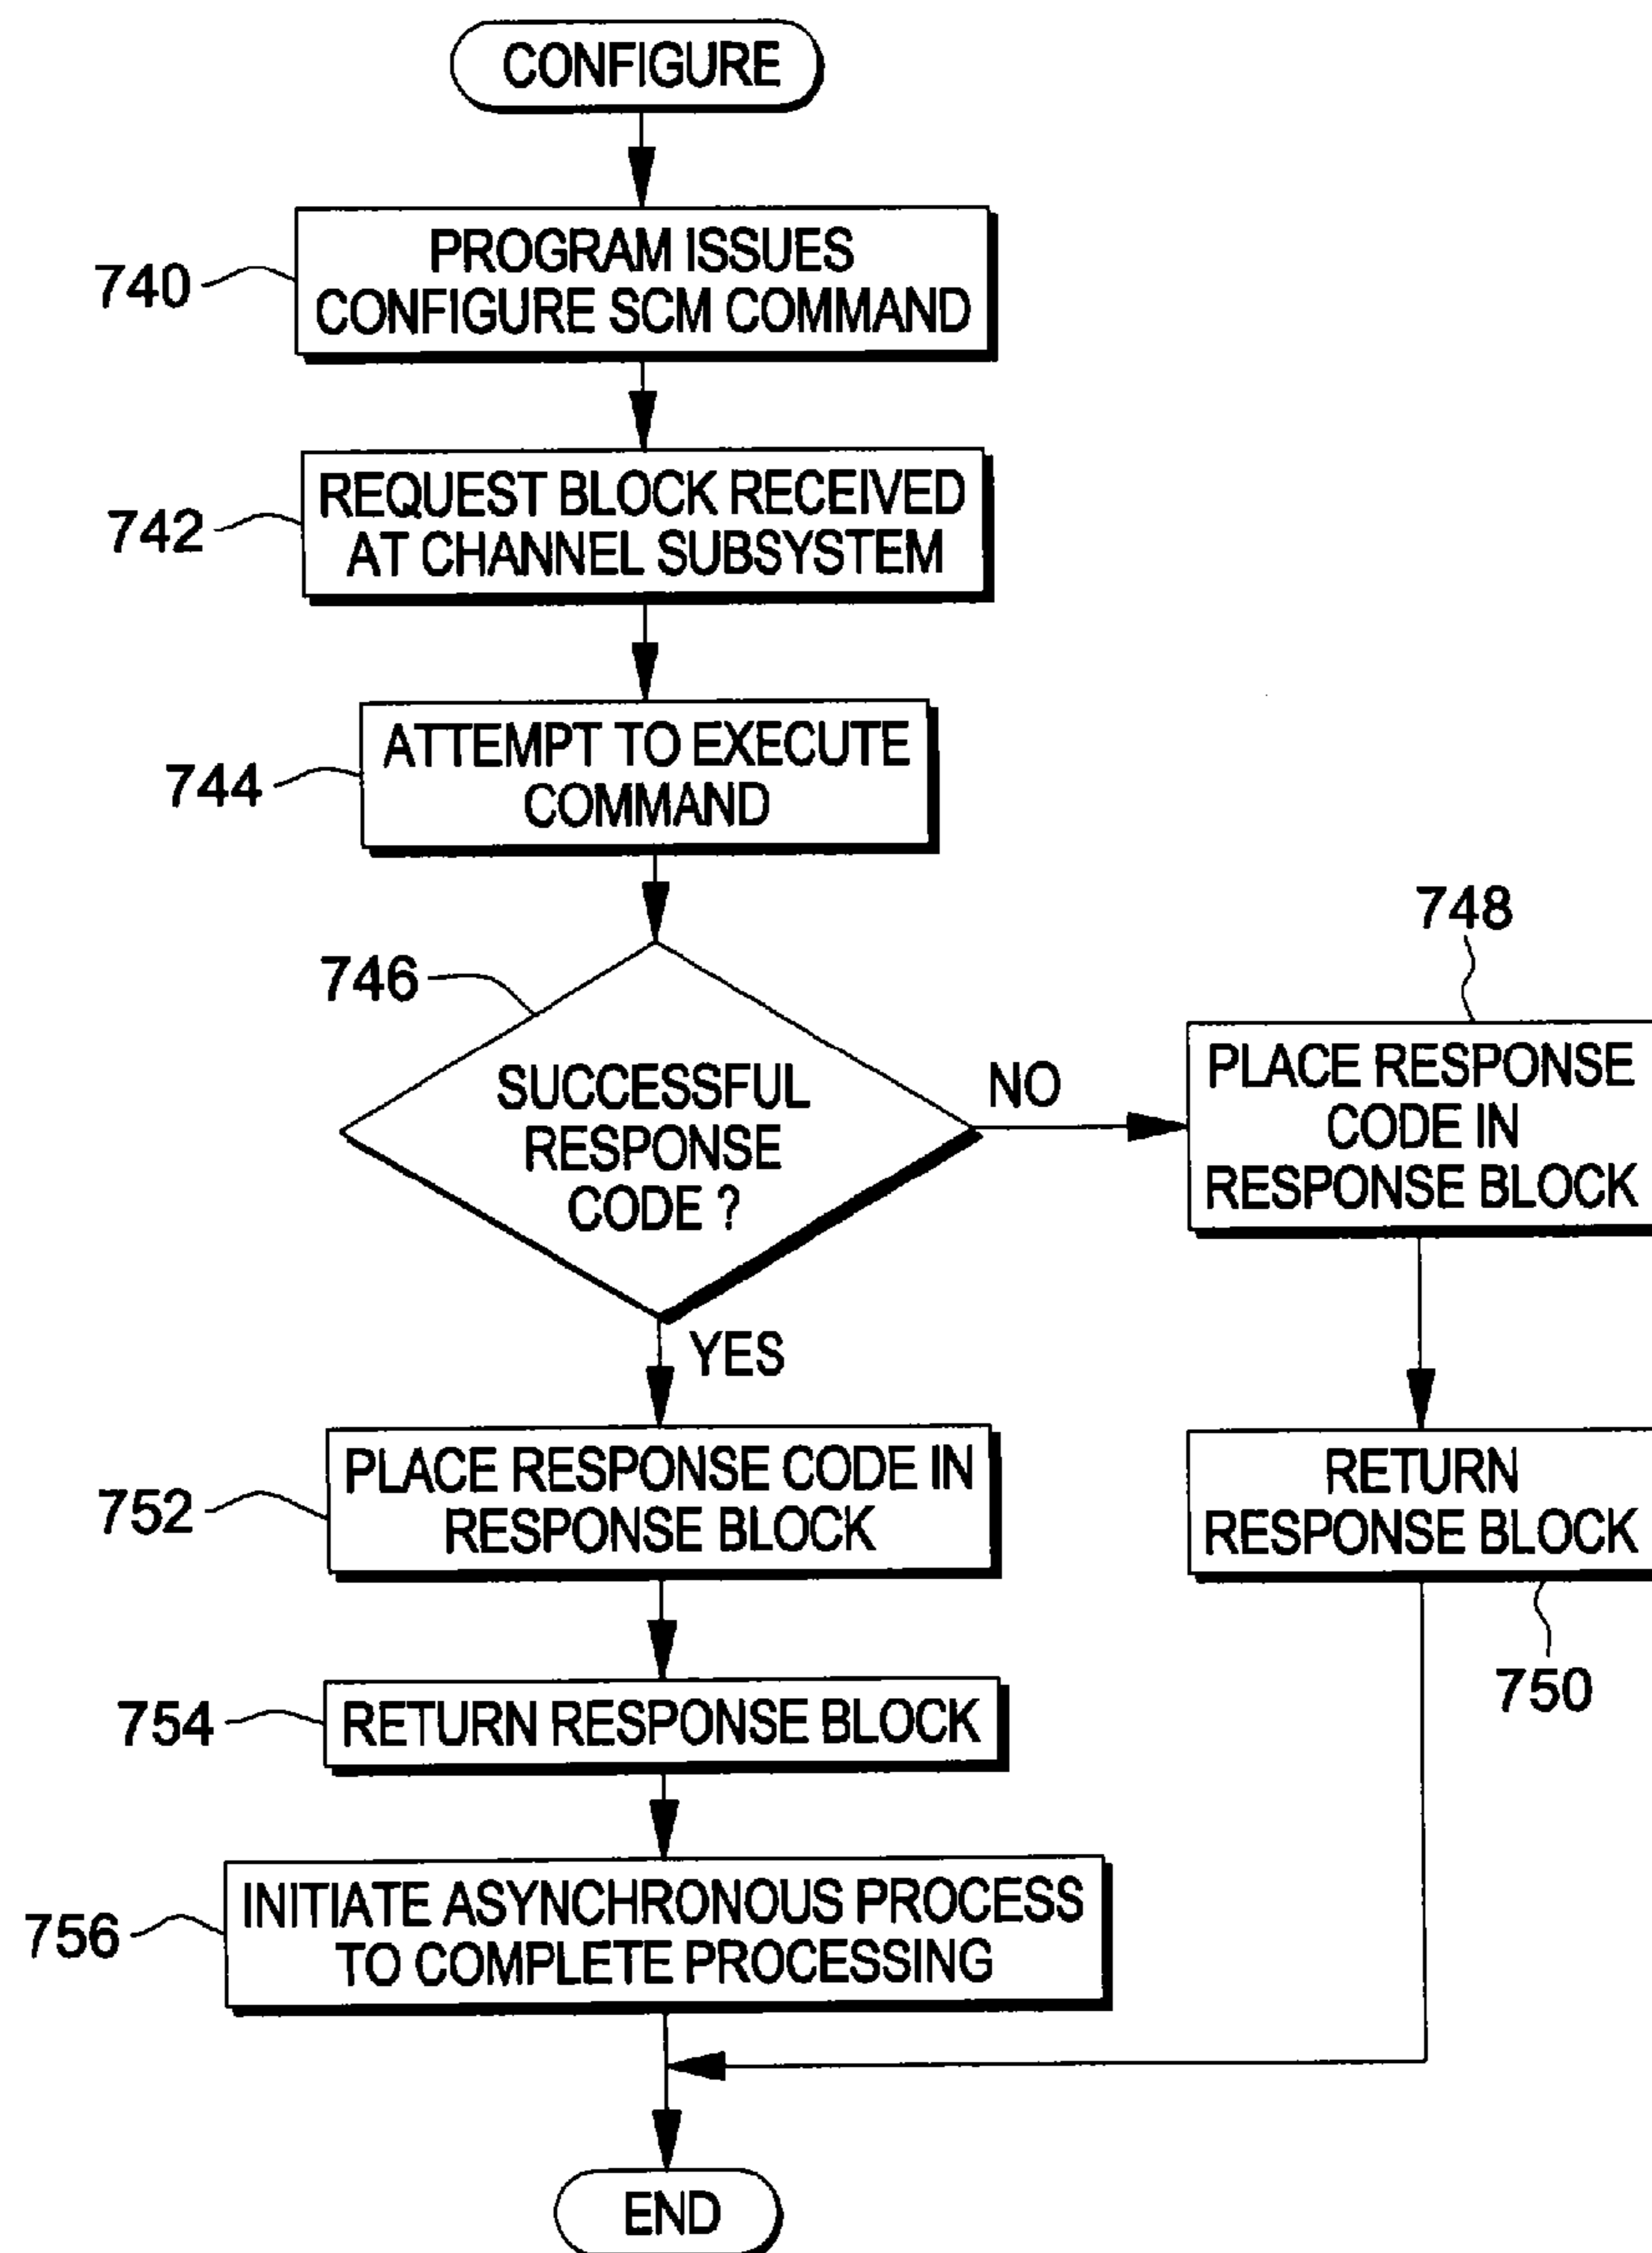 CONFIGURE
740
PROGRAM ISSUES
CONFIGURE SCM COMMAND
742
REQUEST BLOCK RECEIVED
AT CHANNEL SUBSYSTEM
744
ATTEMPT TO EXECUTE
COMMAND
746
SUCCESSFUL
RESPONSE
CODE ?
NO
748
PLACE RESPONSE
CODE IN
RESPONSE BLOCK
YES
752
PLACE RESPONSE CODE IN
RESPONSE BLOCK
RETURN
RESPONSE BLOCK
750
754
RETURN RESPONSE BLOCK
756
INITIATE ASYNCHRONOUS PROCESS
TO COMPLETE PROCESSING
END